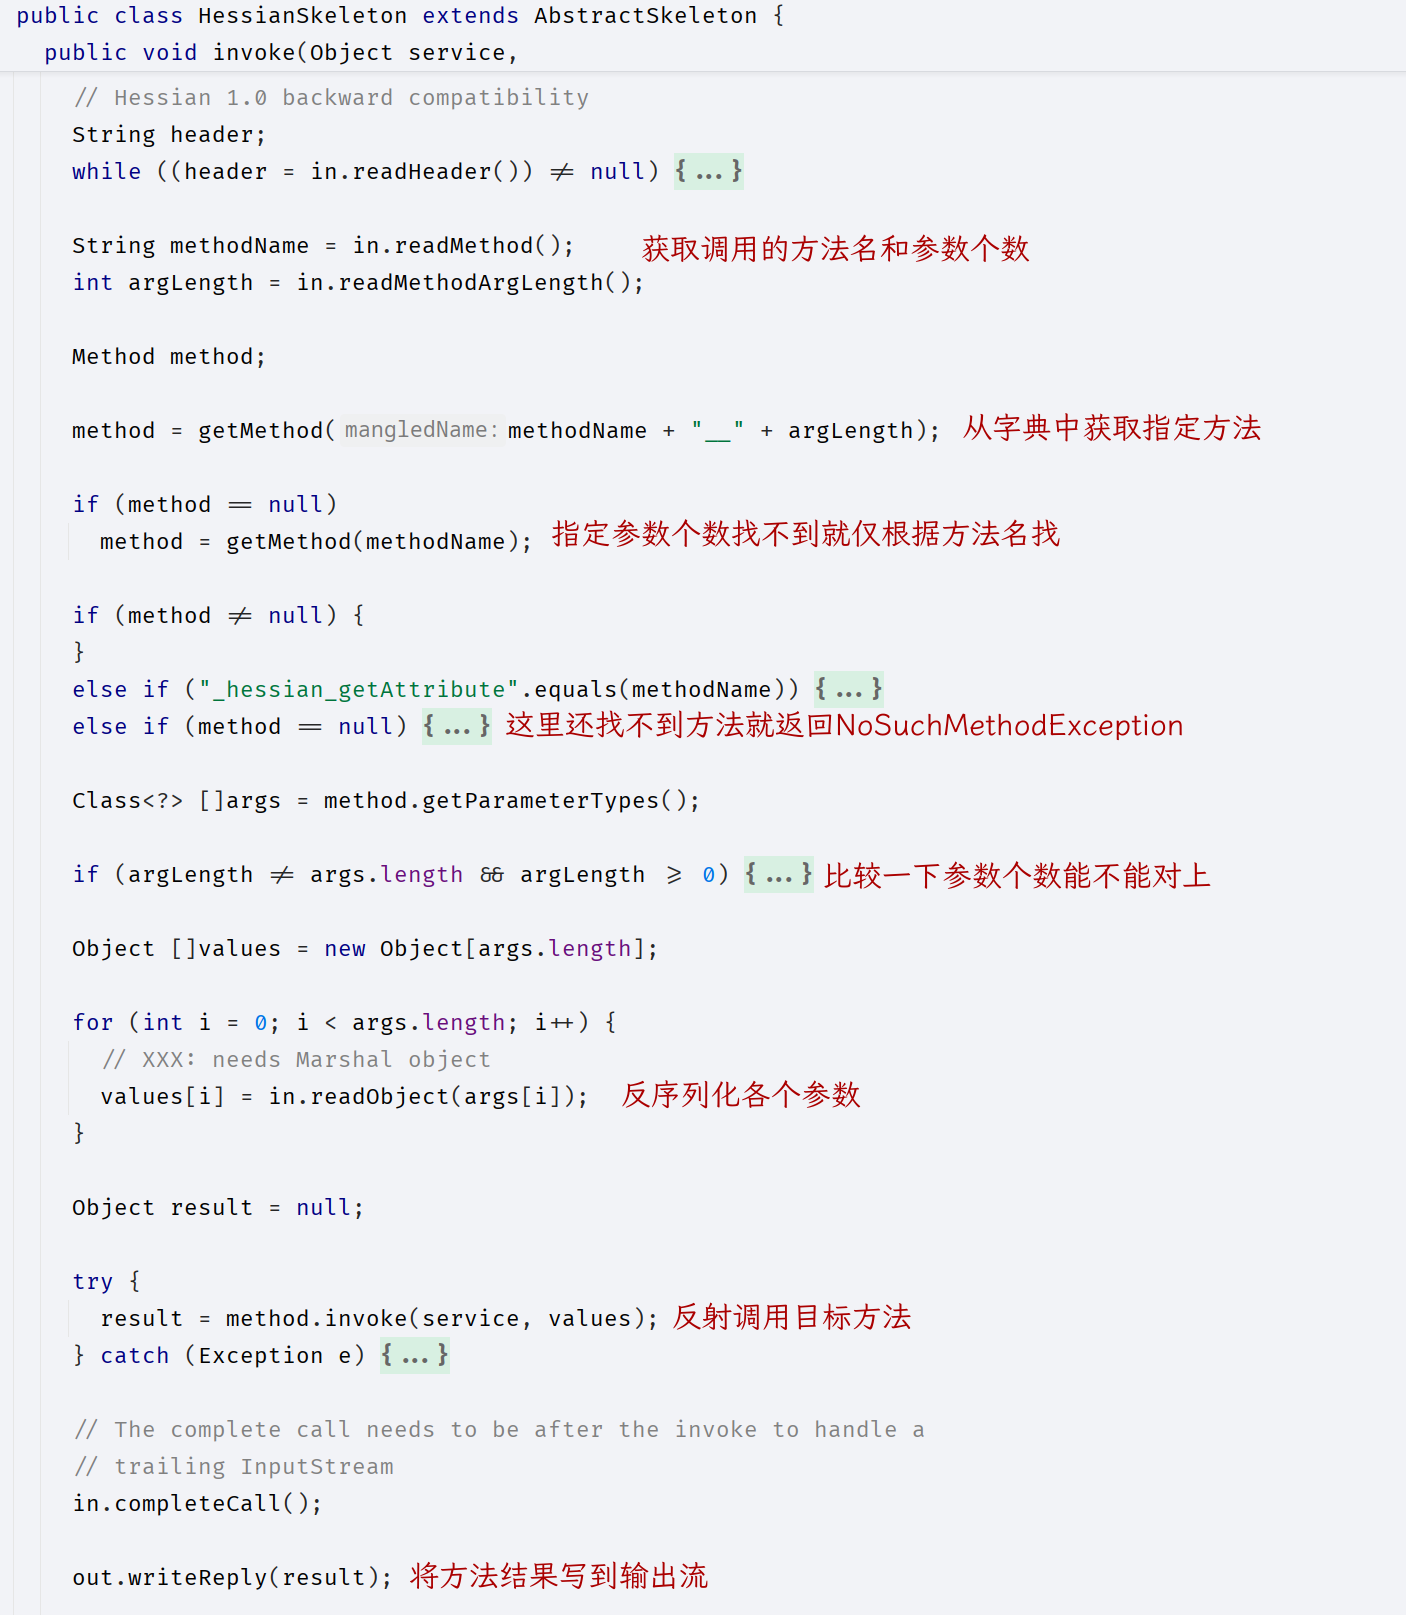 public class HessianSkeleton extends AbstractSkeleton {
public void invoke(Object service,
// Hessian 1.0 backward compatibility
String header;
while ((header = in.readHeader()) ≠ null) {...}
String methodName = in.readMethod(); 获取调用的方法名和参数个数
int argLength = in.readMethodArgLength();
Method method;
method = getMethod( mangledName: methodName + "__" + argLength); 从字典中获取指定方法
if (method == null)
method = getMethod(methodName); 指定参数个数找不到就仅根据方法名找
if (method ≠ null) {
}
else if ("_hessian_getAttribute".equals(methodName)) {...}
else if (method == null) {...} 这里还找不到方法就返回NoSuchMethodException
Class<?> []args = method.getParameterTypes();
if (argLength ≠ args.length && argLength ⩾ 0) {...} 比较一下参数个数能不能对上
Object []values = new Object[args.length];
for (int i = 0; i < args.length; i++) {
// XXX: needs Marshal object
values[i] = in.readObject(args[i]); 反序列化各个参数
}
Object result = null;
try {
result = method.invoke(service, values); 反射调用目标方法
} catch (Exception e) {...}
// The complete call needs to be after the invoke to handle a
// trailing InputStream
in.completeCall();
out.writeReply(result); 将方法结果写到输出流